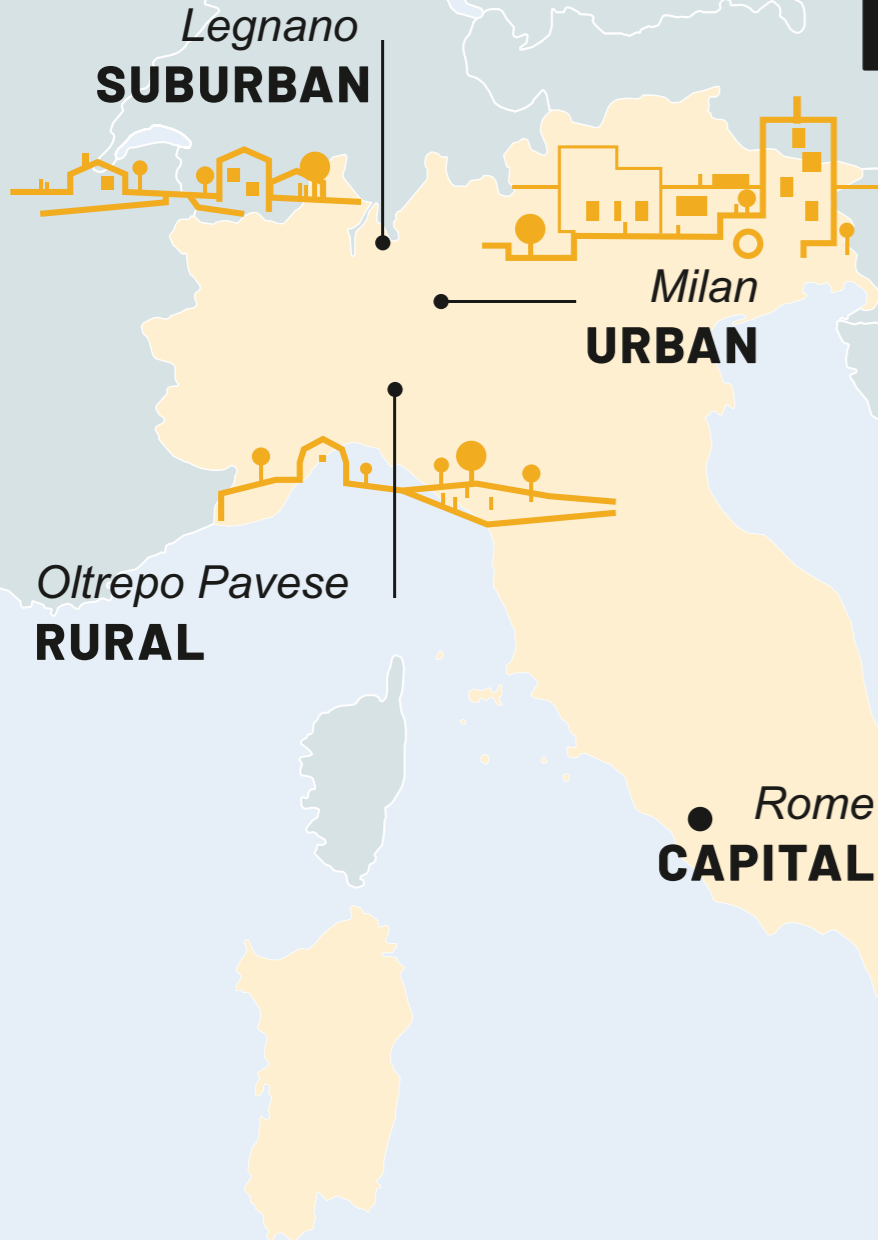 Legnano
SUBURBAN
Milan
URBAN
Oltrepo Pavese
RURAL
Rome
CAPITAL